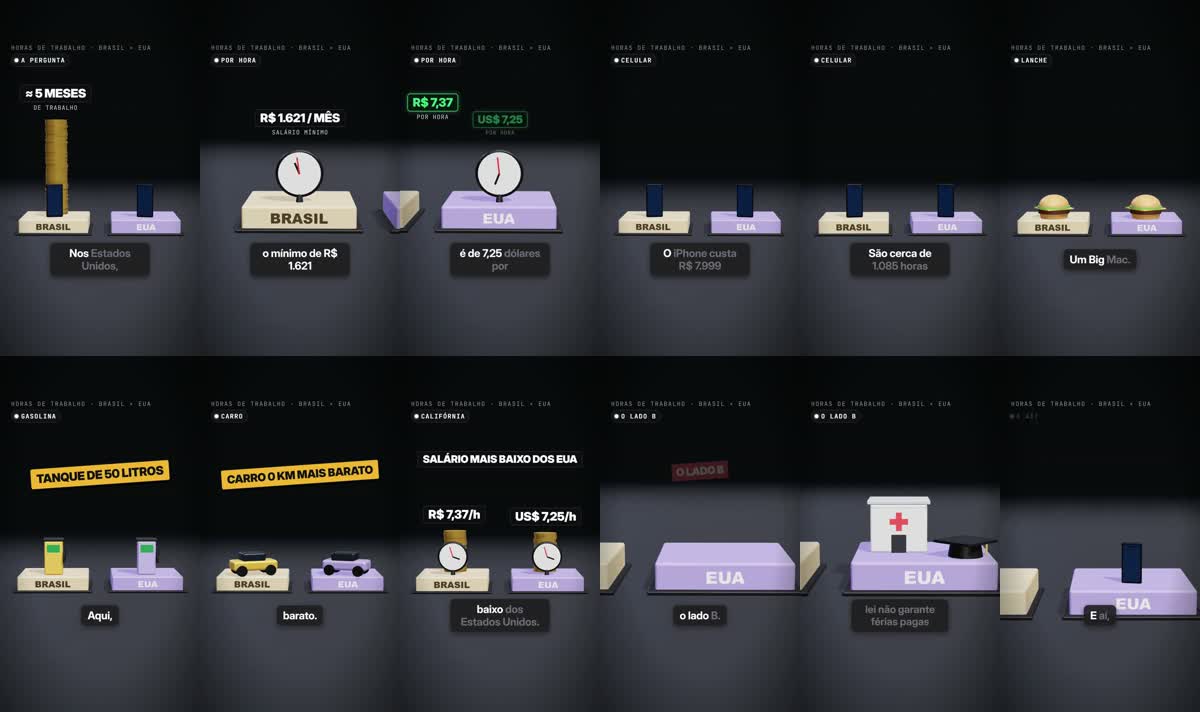 HORAS DE TRABALHO · BRASIL × EUA
A PERGUNTA
≈ 5 MESES
DE TRABALHO
BRASIL
EUA
Nos Estados
Unidos,
HORAS DE TRABALHO · BRASIL × EUA
POR HORA
R$ 1.621 / MÊS
SALÁRIO MÍNIMO
BRASIL
o mínimo de R$
1.621
HORAS DE TRABALHO · BRASIL × EUA
POR HORA
R$ 7,37
POR HORA
US$ 7,25
POR HORA
EUA
é de 7,25 dólares
por
HORAS DE TRABALHO · BRASIL × EUA
CELULAR
BRASIL
EUA
O iPhone custa
R$ 7.999
HORAS DE TRABALHO · BRASIL × EUA
CELULAR
BRASIL
EUA
São cerca de
1.085 horas
HORAS DE TRABALHO · BRASIL × EUA
LANCHE
BRASIL
EUA
Um Big Mac.
HORAS DE TRABALHO · BRASIL × EUA
GASOLINA
TANQUE DE 50 LITROS
BRASIL
EUA
Aqui,
HORAS DE TRABALHO · BRASIL × EUA
CARRO
CARRO 0 KM MAIS BARATO
BRASIL
EUA
barato.
HORAS DE TRABALHO · BRASIL × EUA
CALIFÓRNIA
SALÁRIO MAIS BAIXO DOS EUA
R$ 7,37/h
US$ 7,25/h
BRASIL
EUA
baixo dos
Estados Unidos.
HORAS DE TRABALHO · BRASIL × EUA
O LADO B
O LADO B
EUA
o lado B.
HORAS DE TRABALHO · BRASIL × EUA
O LADO B
EUA
lei não garante
férias pagas
HORAS DE TRABALHO · BRASIL × EUA
EUA
E aí,